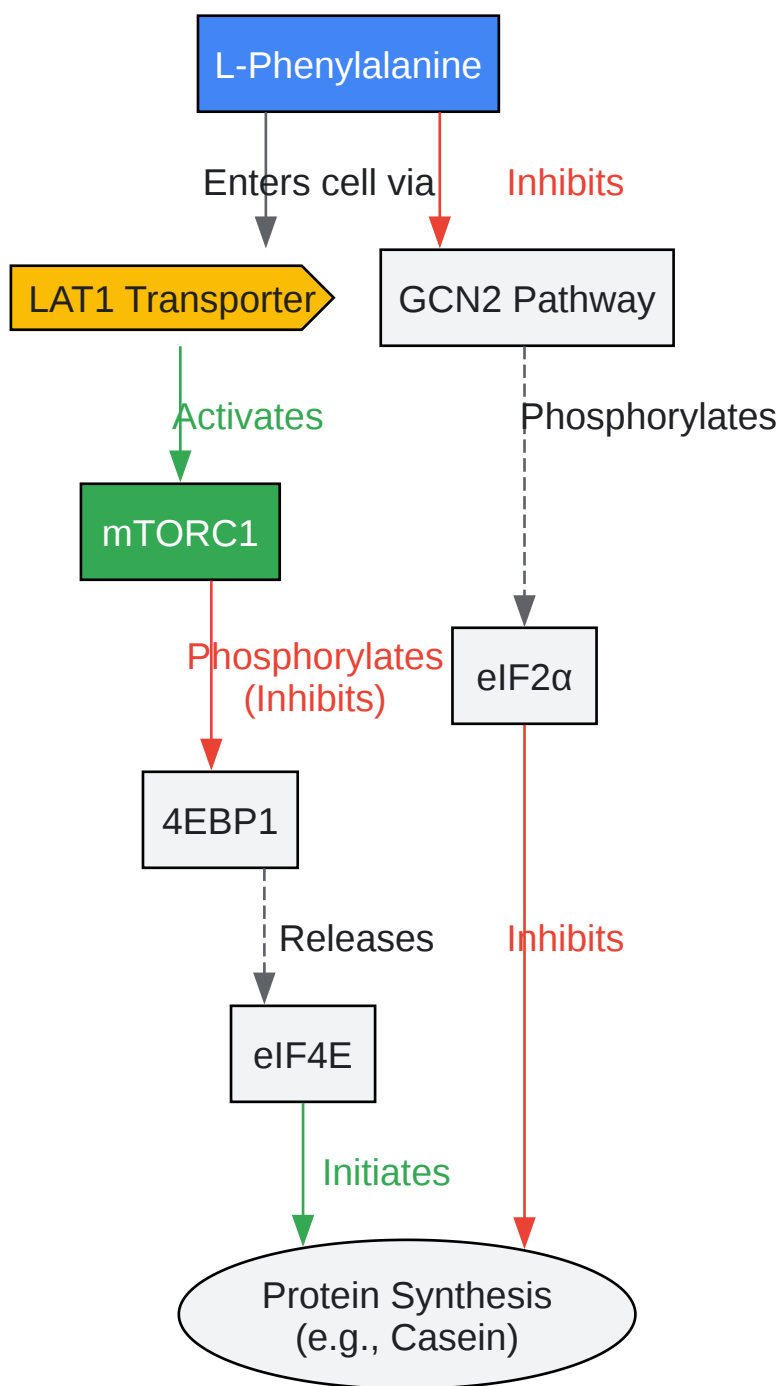 L-Phenylalanine
Enters cell via
Inhibits
LAT1 Transporter
GCN2 Pathway
Activates
Phosphorylates
mTORC1
Phosphorylates
(Inhibits)
eIF2α
4EBP1
Releases
Inhibits
eIF4E
Initiates
Protein Synthesis
(e.g., Casein)